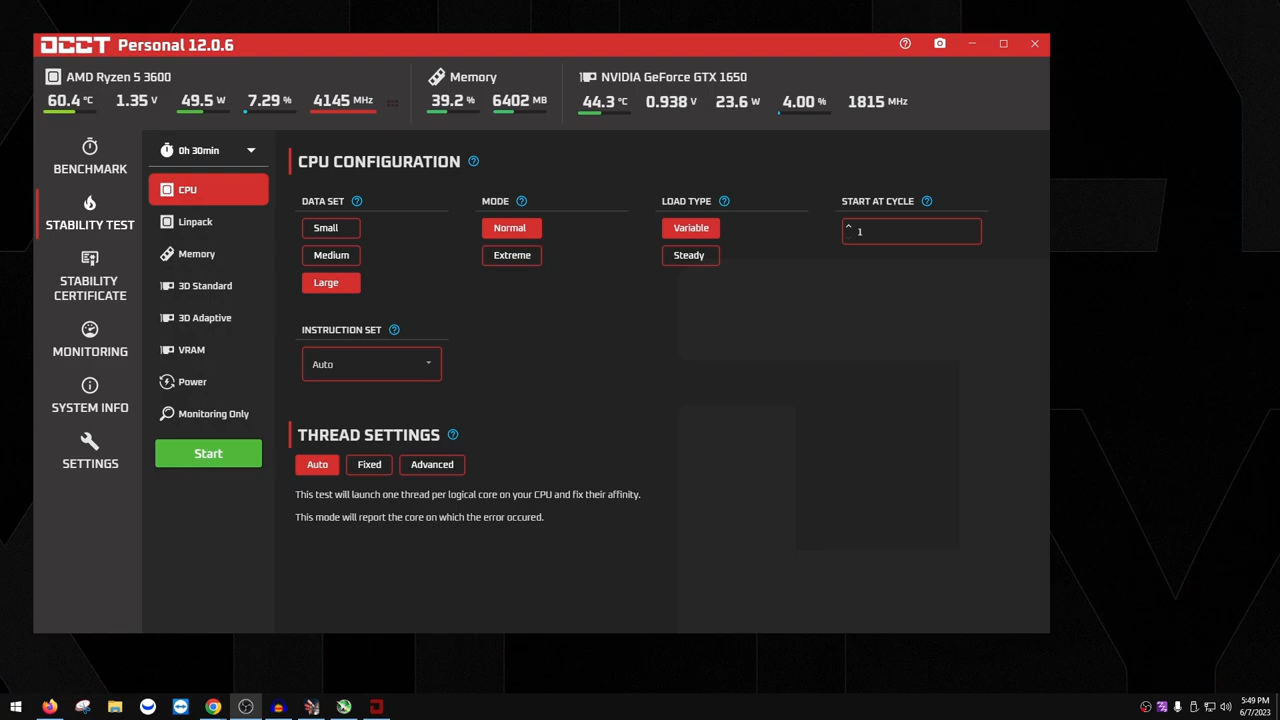 OCCT Personal 12.0.6
AMD Ryzen 5 3600
60.4 °C 1.35 V 49.5 W 7.29 % 4145 MHz
Memory
39.2 % 6402 MB
NVIDIA GeForce GTX 1650
44.3 °C 0.938 V 23.6 W 4.00 % 1815 MHz
BENCHMARK
STABILITY TEST
STABILITY
CERTIFICATE
MONITORING
SYSTEM INFO
SETTINGS
0h 30min
CPU
Linpack
Memory
3D Standard
3D Adaptive
VRAM
Power
Monitoring Only
Start
CPU CONFIGURATION
DATA SET
Small
Medium
Large
MODE
Normal
Extreme
LOAD TYPE
Variable
Steady
START AT CYCLE
1
INSTRUCTION SET
Auto
THREAD SETTINGS
Auto Fixed Advanced
This test will launch one thread per logical core on your CPU and fix their affinity.
This mode will report the core on which the error occured.
5:49 PM
6/7/2023